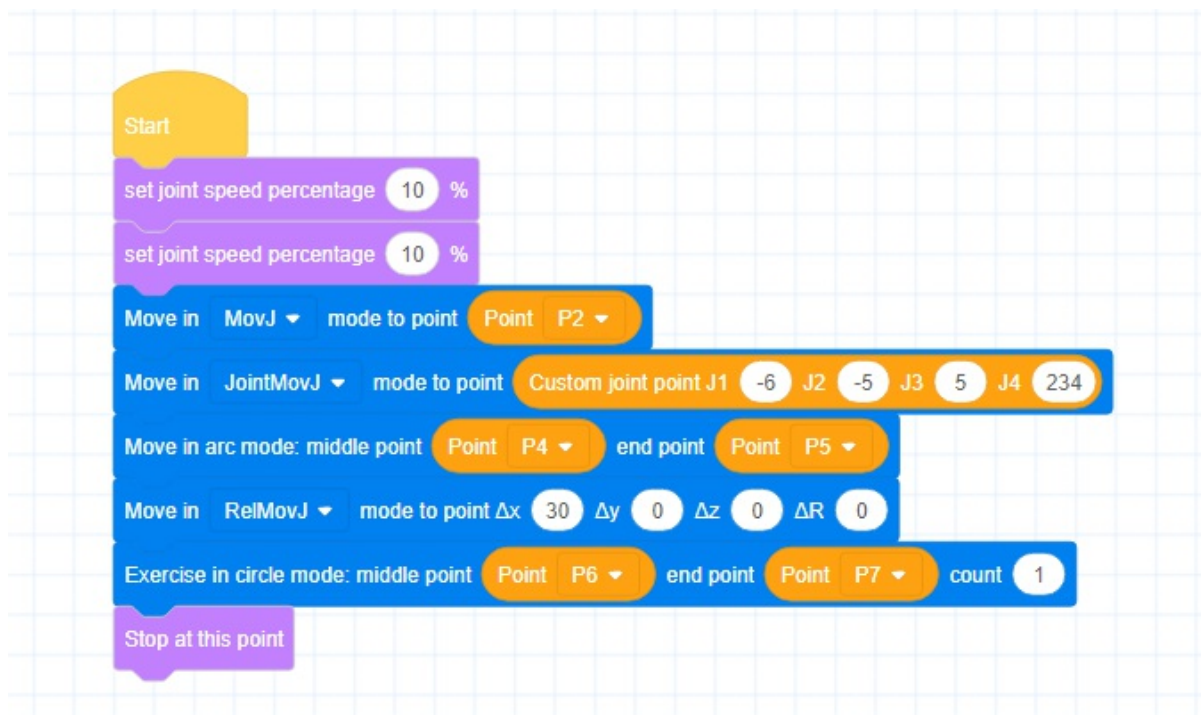 Start
set joint speed percentage 10 %
set joint speed percentage 10 %
Move in MovJ mode to point Point P2
Move in JointMovJ mode to point Custom joint point J1 -6 J2 -5 J3 5 J4 234
Move in arc mode: middle point Point P4 end point Point P5
Move in RelMovJ mode to point Δx 30 Δy 0 Δz 0 ΔR 0
Exercise in circle mode: middle point Point P6 end point Point P7 count 1
Stop at this point